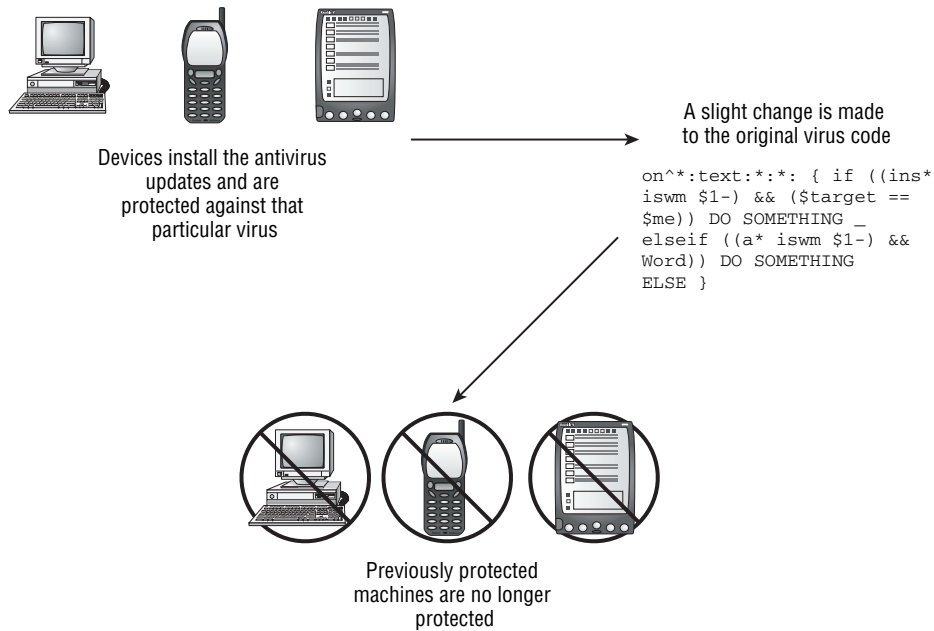 Devices install the antivirus
updates and are
protected against that
particular virus
A slight change is made
to the original virus code
on^*:text:*:*: { if ((ins*
iswm $1-) && ($target ==
$me)) DO SOMETHING _
elseif ((a* iswm $1-) &&
Word)) DO SOMETHING
ELSE }
Previously protected
machines are no longer
protected